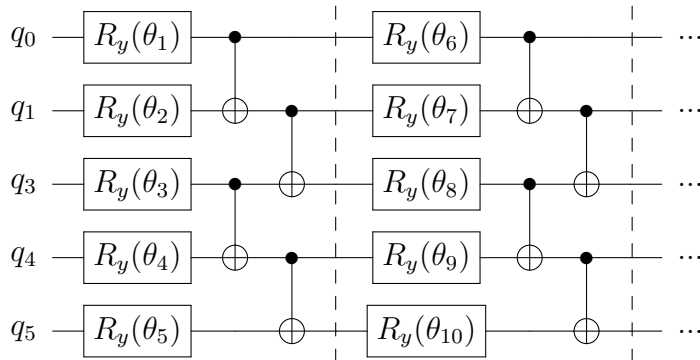 q0 Ry(θ1) Ry(θ6) ...
q1 Ry(θ2) Ry(θ7) ...
q3 Ry(θ3) Ry(θ8) ...
q4 Ry(θ4) Ry(θ9) ...
q5 Ry(θ5) Ry(θ10) ...